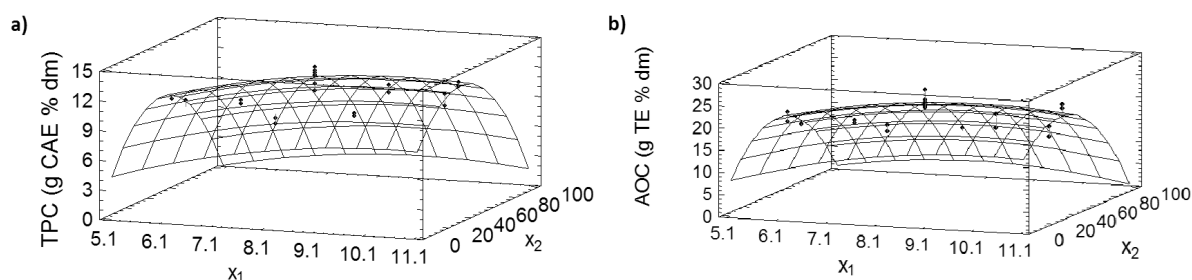 a)
TPC (g CAE % dm)
15
12
9
6
3
0
5.1 6.1 7.1 8.1 9.1 10.1 11.1
x1
0 20 40 60 80 100
x2
b)
AOC (g TE % dm)
30
25
20
15
10
5
0
5.1 6.1 7.1 8.1 9.1 10.1 11.1
x1
0 20 40 60 80 100
x2